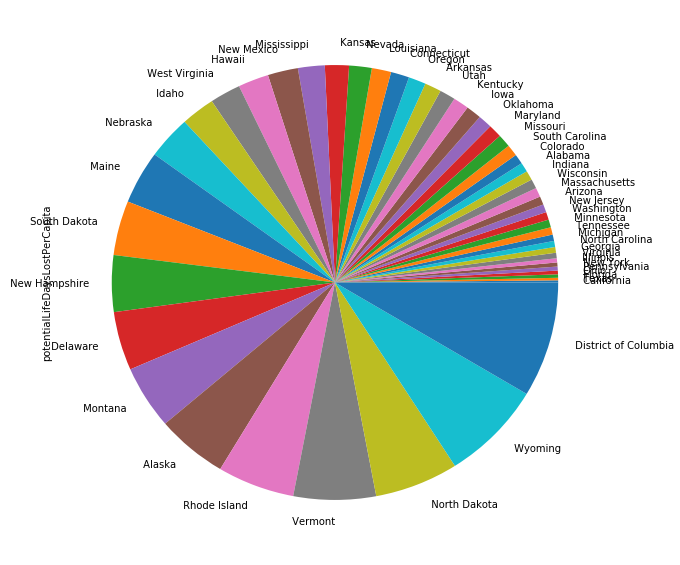 Kansas
Nevada
Mississippi
Louisiana
New Mexico
Connecticut
Hawaii
Oregon
Arkansas
West Virginia
Utah
Kentucky
Idaho
Iowa
Oklahoma
Maryland
Nebraska
Missouri
South Carolina
Colorado
Alabama
Indiana
Maine
Wisconsin
Massachusetts
Arizona
New Jersey
Washington
Minnesota
South Dakota
Tennessee
Michigan
North Carolina
Georgia
Virginia
Illinois
New York
Pennsylvania
Ohio
Florida
Texas
California
New Hampshire
potentialLifeDaysLostPerCapita
District of Columbia
Delaware
Montana
Wyoming
Alaska
North Dakota
Rhode Island
Vermont